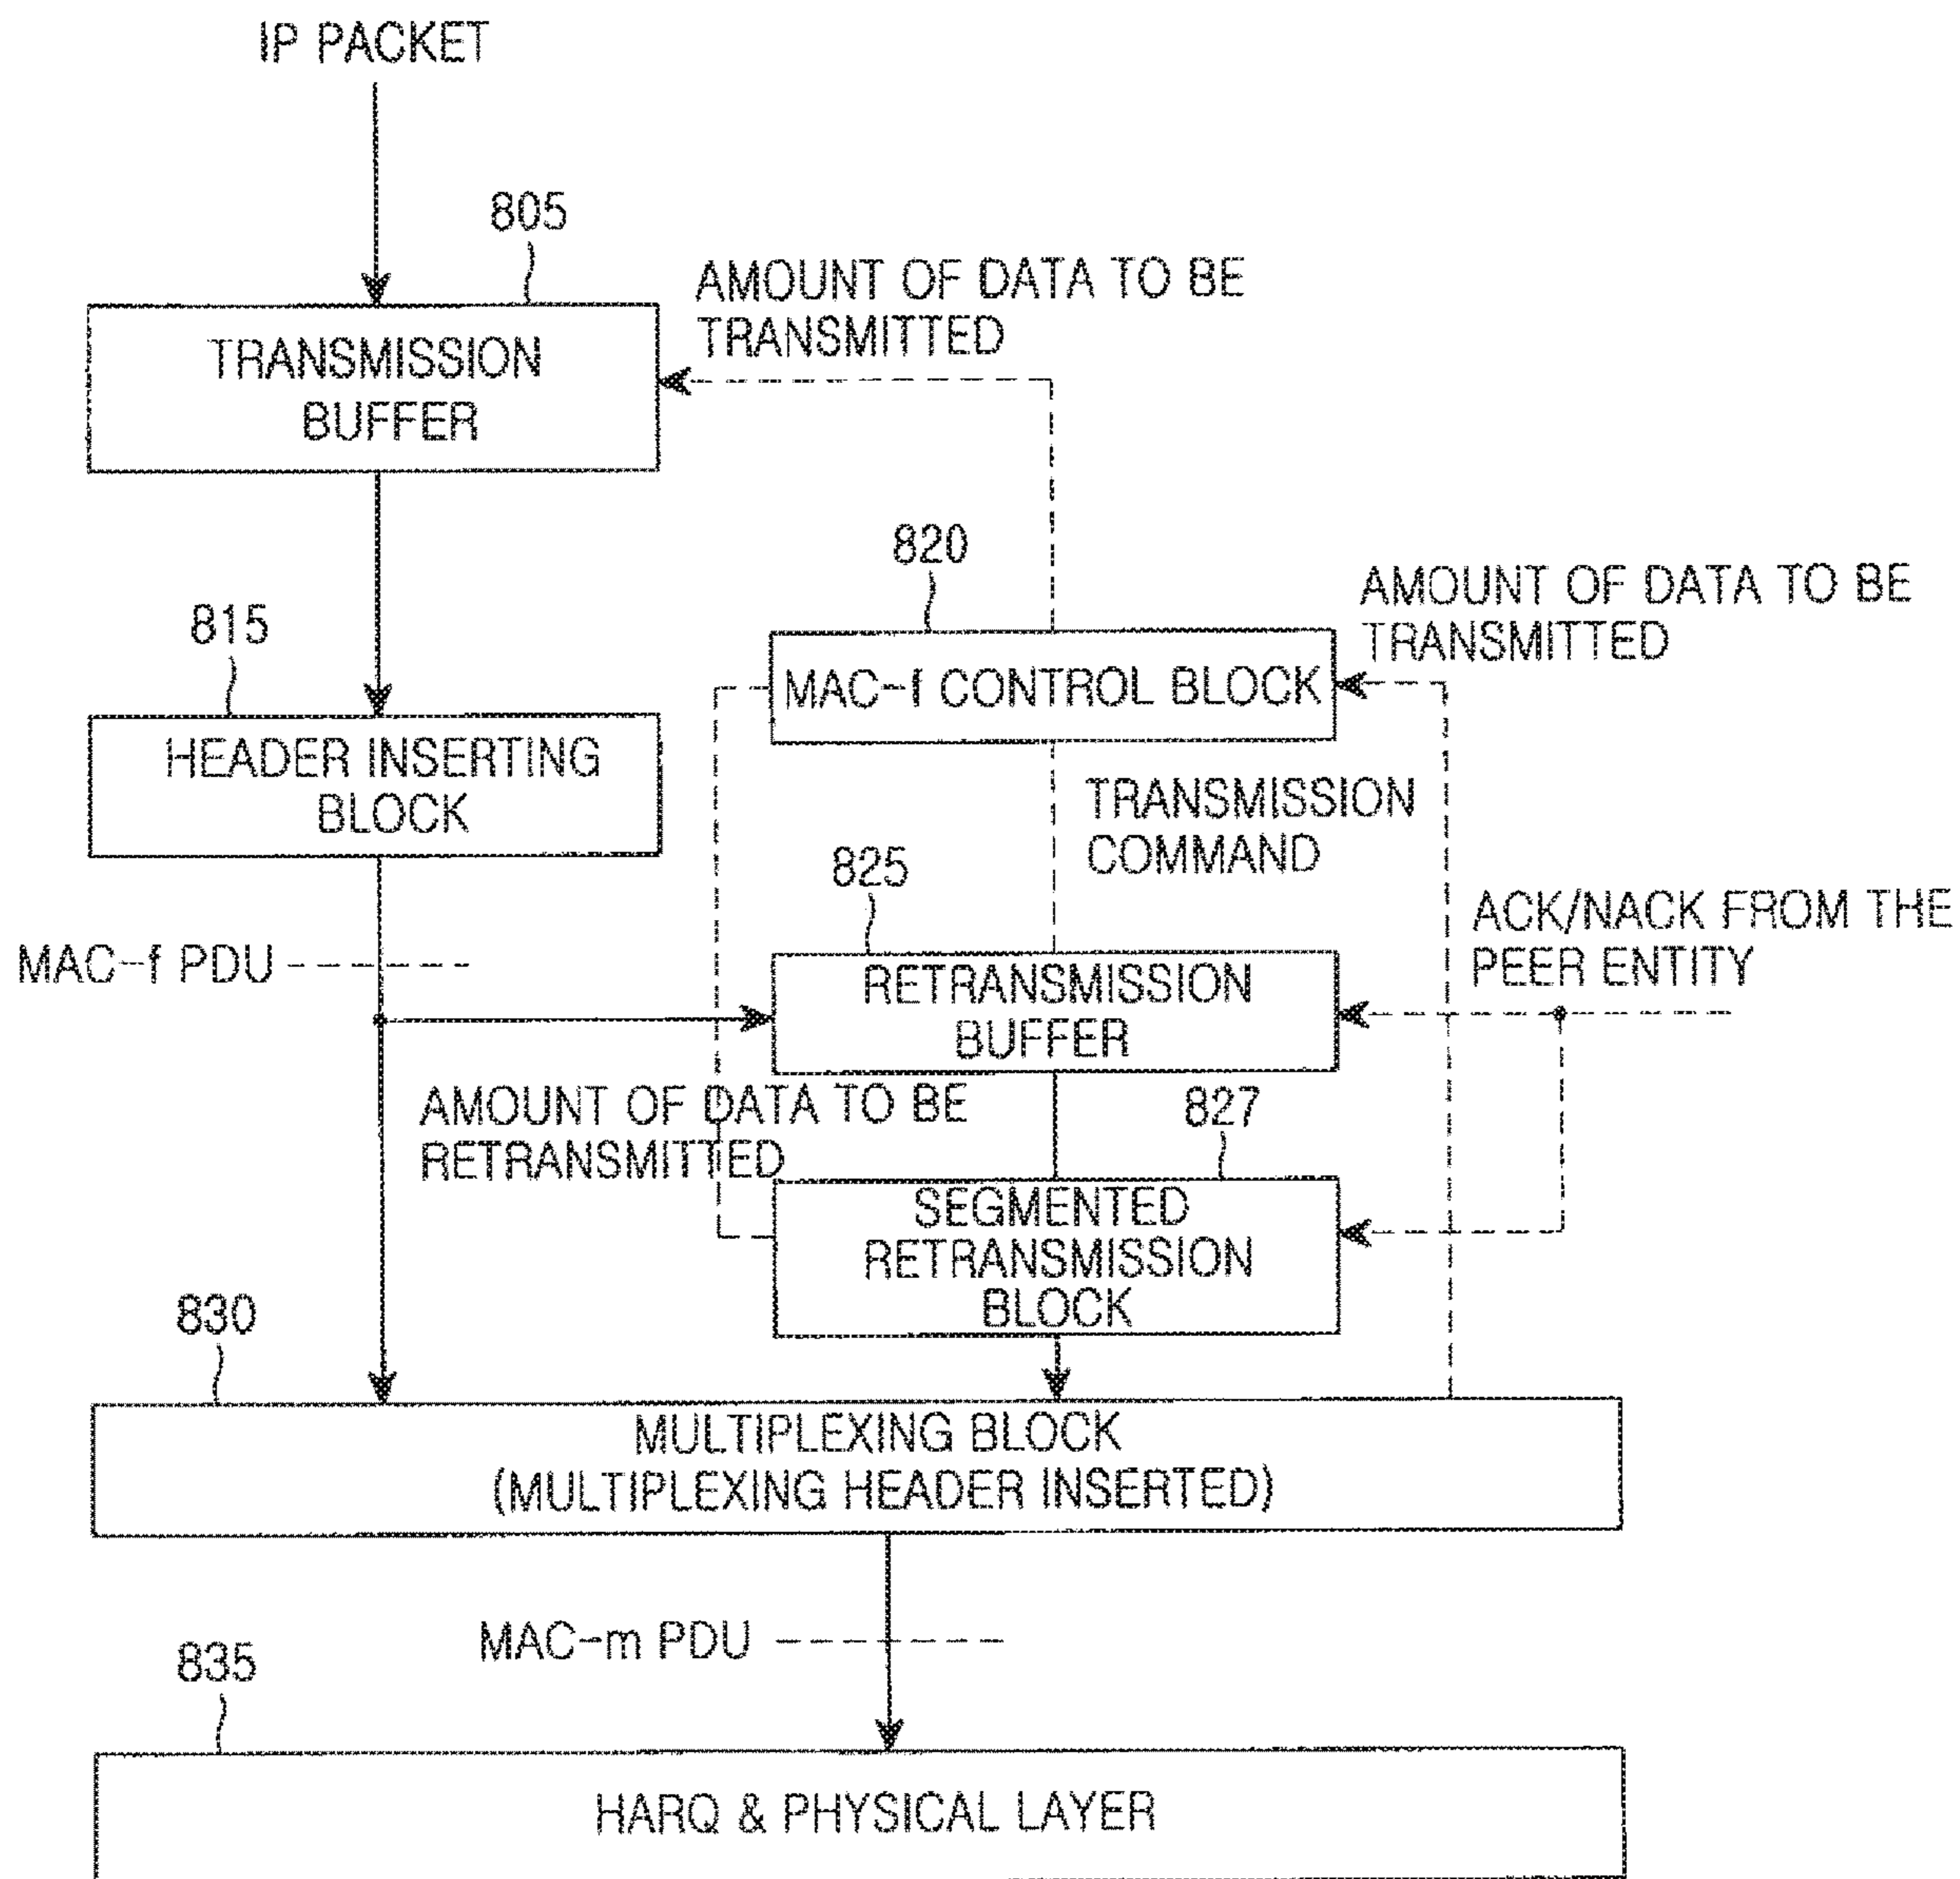 IP PACKET
805
AMOUNT OF DATA TO BE
TRANSMITTED
TRANSMISSION
BUFFER
820
AMOUNT OF DATA TO BE
TRANSMITTED
815
MAC-f CONTROL BLOCK
HEADER INSERTING
BLOCK
TRANSMISSION
COMMAND
825
ACK/NACK FROM THE
PEER ENTITY
MAC-f PDU
RETRANSMISSION
BUFFER
AMOUNT OF DATA TO BE
RETRANSMITTED
827
SEGMENTED
RETRANSMISSION
BLOCK
830
MULTIPLEXING BLOCK
(MULTIPLEXING HEADER INSERTED)
MAC-m PDU
835
HARQ & PHYSICAL LAYER